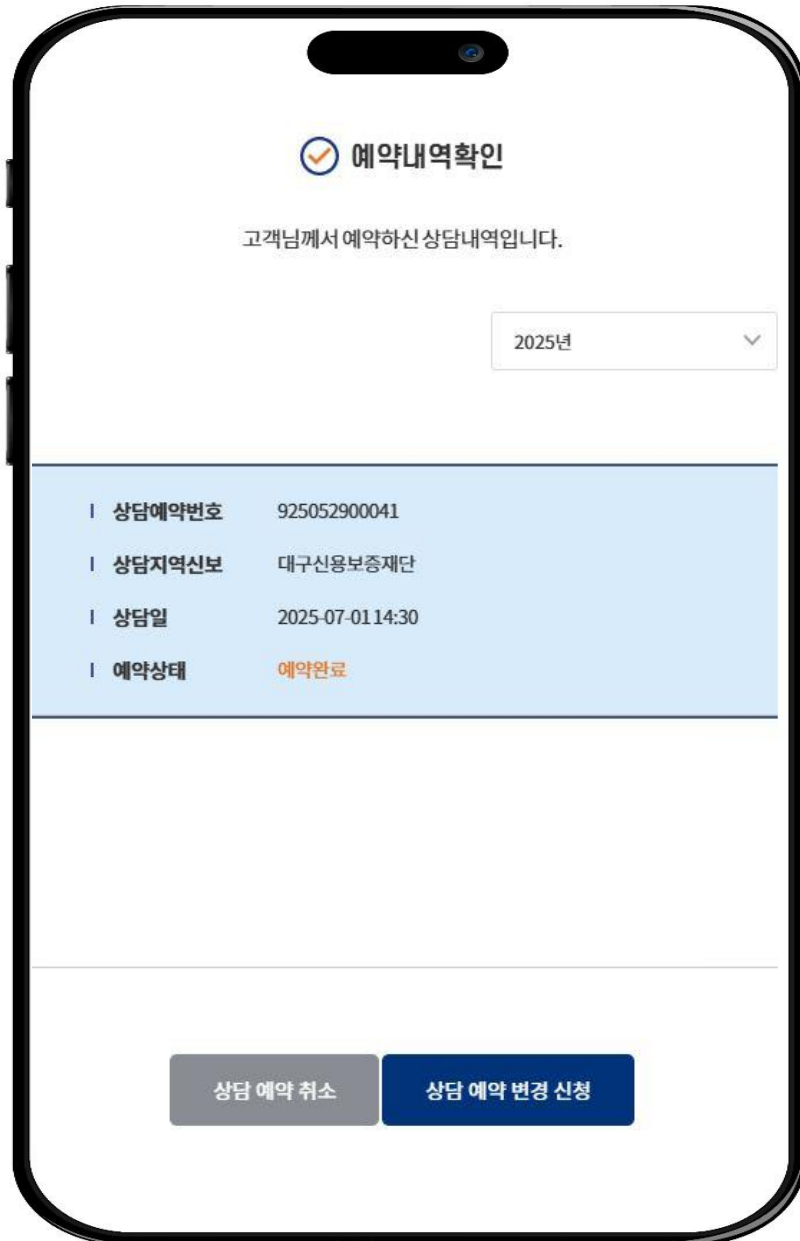 예약내역확인
고객님께서 예약하신 상담내역입니다.
2025년
상담예약번호 925052900041
상담지역신보 대구신용보증재단
상담일 2025-07-01 14:30
예약상태 예약완료
상담 예약 취소 상담 예약 변경 신청